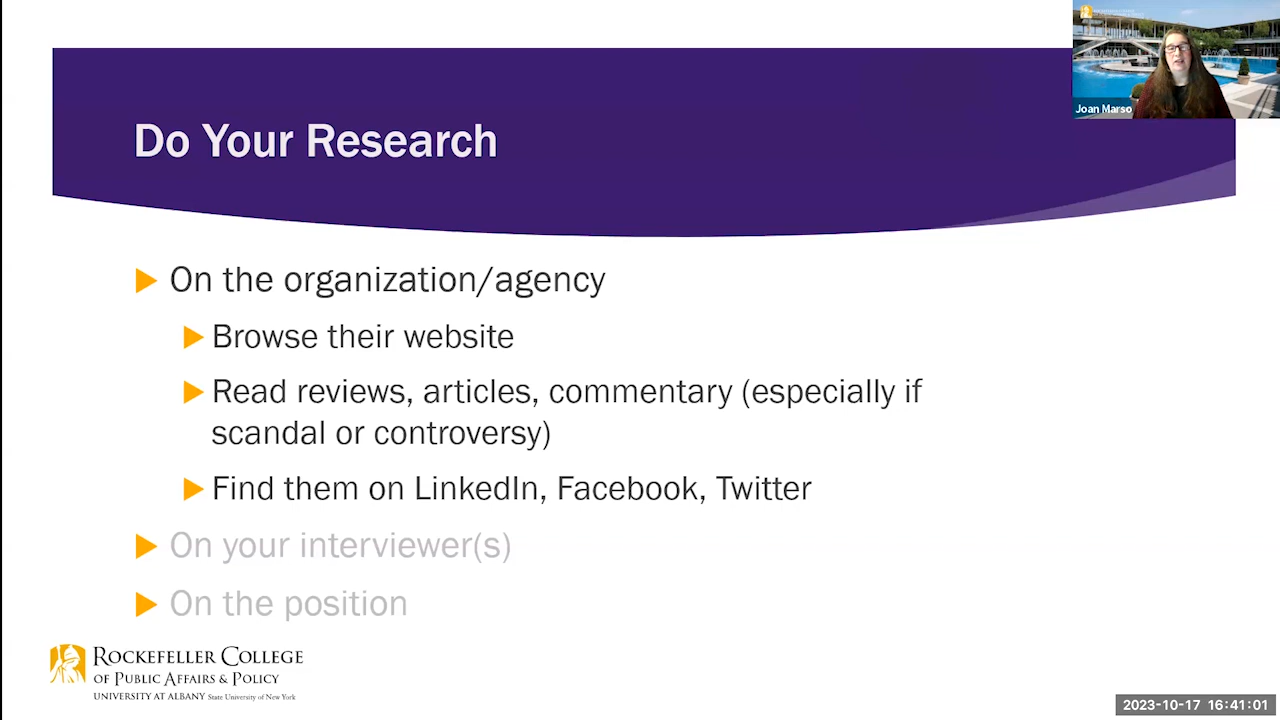 Do Your Research
Joan Marso
On the organization/agency
Browse their website
Read reviews, articles, commentary (especially if
scandal or controversy)
Find them on LinkedIn, Facebook, Twitter
On your interviewer(s)
On the position
ROCKEFELLER COLLEGE
OF PUBLIC AFFAIRS & POLICY
UNIVERSITY AT ALBANY State University of New York
2023-10-17 16:41:01